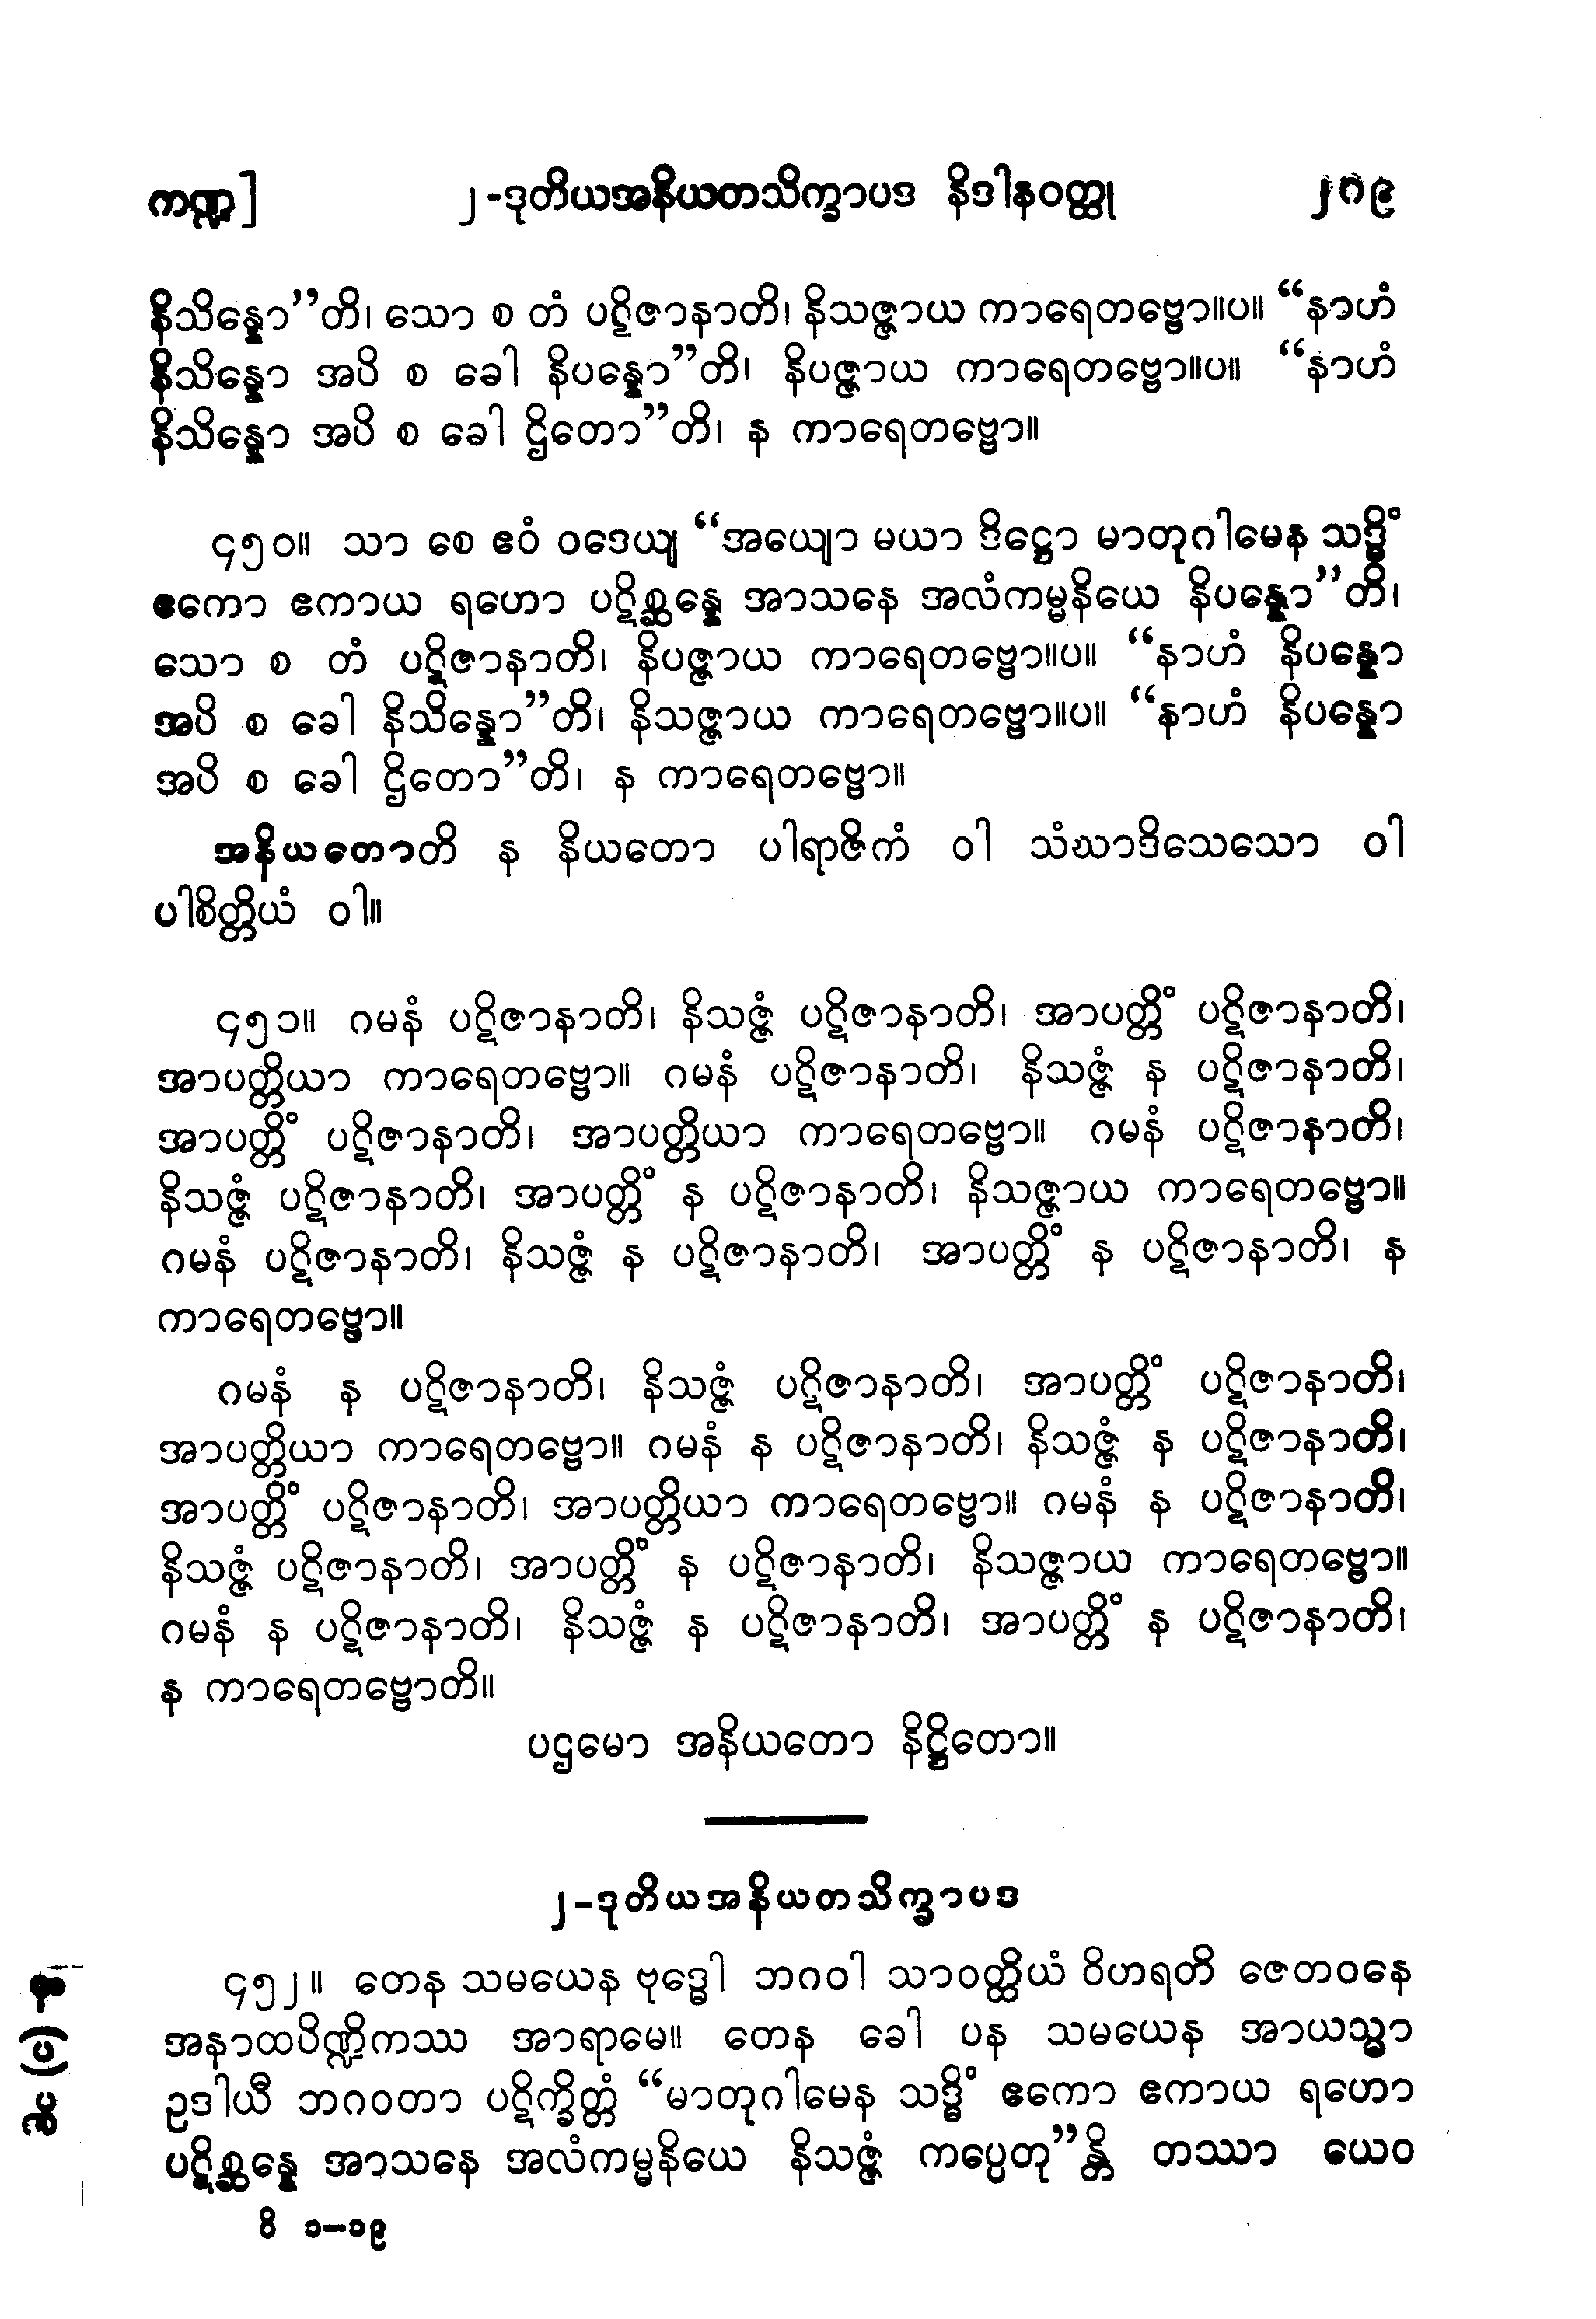 ကဏ္ဍ] ၂-ဒုတိယအနိယတသိက္ခာပဒ နိဒါနဝတ္ထု ၂၈၉
နိသိန္နော”တိ၊ သော စ တံ ပဋိဇာနာတိ၊ နိသဇ္ဇာယ ကာရေတဗ္ဗော။ပ။ “နာဟံ
နိသိန္နော အပိ စ ခေါ နိပန္နော”တိ၊ နိပဇ္ဇာယ ကာရေတဗ္ဗော။ပ။ “နာဟံ
နိသိန္နော အပိ စ ခေါ ဌိတော”တိ၊ န ကာရေတဗ္ဗော။
၄၅၀။ သာ စေ ဧဝံ ဝဒေယျ “အယျော မယာ ဒိဋ္ဌော မာတုဂါမေန သဒ္ဓိံ
ဧကော ဧကာယ ရဟော ပဋိစ္ဆန္နေ အာသနေ အလံကမ္မနိယေ နိပန္နော”တိ၊
သော စ တံ ပဋိဇာနာတိ၊ နိပဇ္ဇာယ ကာရေတဗ္ဗော။ပ။ “နာဟံ နိပန္နော
အပိ စ ခေါ နိသိန္နော”တိ၊ နိသဇ္ဇာယ ကာရေတဗ္ဗော။ပ။ “နာဟံ နိပန္နော
အပိ စ ခေါ ဌိတော”တိ၊ န ကာရေတဗ္ဗော။
အနိယတောတိ န နိယတော ပါရာဇိကံ ဝါ သံဃာဒိသေသော ဝါ
ပါစိတ္တိယံ ဝါ။
၄၅၁။ ဂမနံ ပဋိဇာနာတိ၊ နိသဇ္ဇံ ပဋိဇာနာတိ၊ အာပတ္တိံ ပဋိဇာနာတိ၊
အာပတ္တိယာ ကာရေတဗ္ဗော။ ဂမနံ ပဋိဇာနာတိ၊ နိသဇ္ဇံ န ပဋိဇာနာတိ၊
အာပတ္တိံ ပဋိဇာနာတိ၊ အာပတ္တိယာ ကာရေတဗ္ဗော။ ဂမနံ ပဋိဇာနာတိ၊
နိသဇ္ဇံ ပဋိဇာနာတိ၊ အာပတ္တိံ န ပဋိဇာနာတိ၊ နိသဇ္ဇာယ ကာရေတဗ္ဗော။
ဂမနံ ပဋိဇာနာတိ၊ နိသဇ္ဇံ န ပဋိဇာနာတိ၊ အာပတ္တိံ န ပဋိဇာနာတိ၊ န
ကာရေတဗ္ဗော။
ဂမနံ န ပဋိဇာနာတိ၊ နိသဇ္ဇံ ပဋိဇာနာတိ၊ အာပတ္တိံ ပဋိဇာနာတိ၊
အာပတ္တိယာ ကာရေတဗ္ဗော။ ဂမနံ န ပဋိဇာနာတိ၊ နိသဇ္ဇံ န ပဋိဇာနာတိ၊
အာပတ္တိံ ပဋိဇာနာတိ၊ အာပတ္တိယာ ကာရေတဗ္ဗော။ ဂမနံ န ပဋိဇာနာတိ၊
နိသဇ္ဇံ ပဋိဇာနာတိ၊ အာပတ္တိံ န ပဋိဇာနာတိ၊ နိသဇ္ဇာယ ကာရေတဗ္ဗော။
ဂမနံ န ပဋိဇာနာတိ၊ နိသဇ္ဇံ န ပဋိဇာနာတိ၊ အာပတ္တိံ န ပဋိဇာနာတိ၊
န ကာရေတဗ္ဗောတိ။
ပဌမော အနိယတော နိဋ္ဌိတော။
၂-ဒုတိယအနိယတသိက္ခာပဒ
၄၅၂။ တေန သမယေန ဗုဒ္ဓေါ ဘဂဝါ သာဝတ္ထိယံ ဝိဟရတိ ဇေတဝနေ
အနာထပိဏ္ဍိကဿ အာရာမေ။ တေန ခေါ ပန သမယေန အာယသ္မာ
ဥဒါယီ ဘဂဝတာ ပဋိက္ခိတ္တံ “မာတုဂါမေန သဒ္ဓိံ ဧကော ဧကာယ ရဟော
ပဋိစ္ဆန္နေ အာသနေ အလံကမ္မနိယေ နိသဇ္ဇံ ကပ္ပေတု”န္တိ တဿာ ယေဝ
ဝိ ၁–၁၉